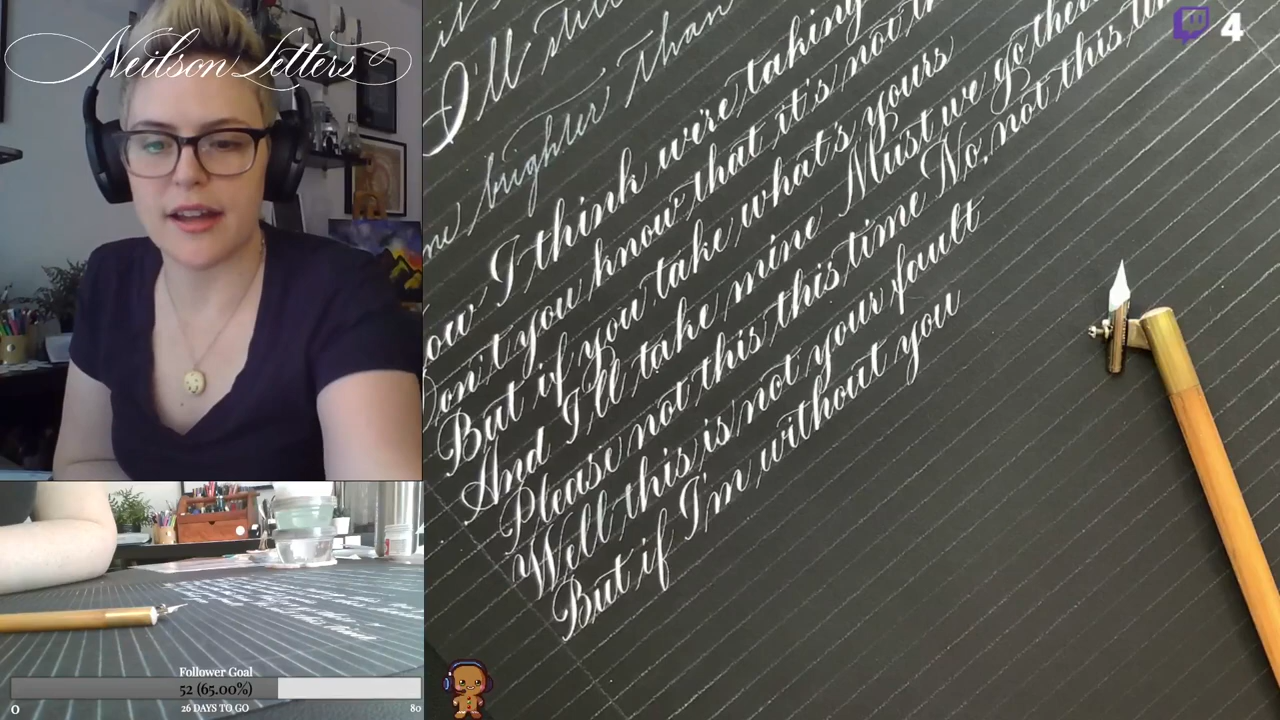 Neilson Letters
4
it
I'll still
brighter than
I think we're taking
Don't you know that it's not
But if you take what's yours
And I'll take mine Must we go there
Please not this this time No, not this
Well this is not your fault
But if I'm without you
Follower Goal
52 (65.00%)
0 26 DAYS TO GO 80